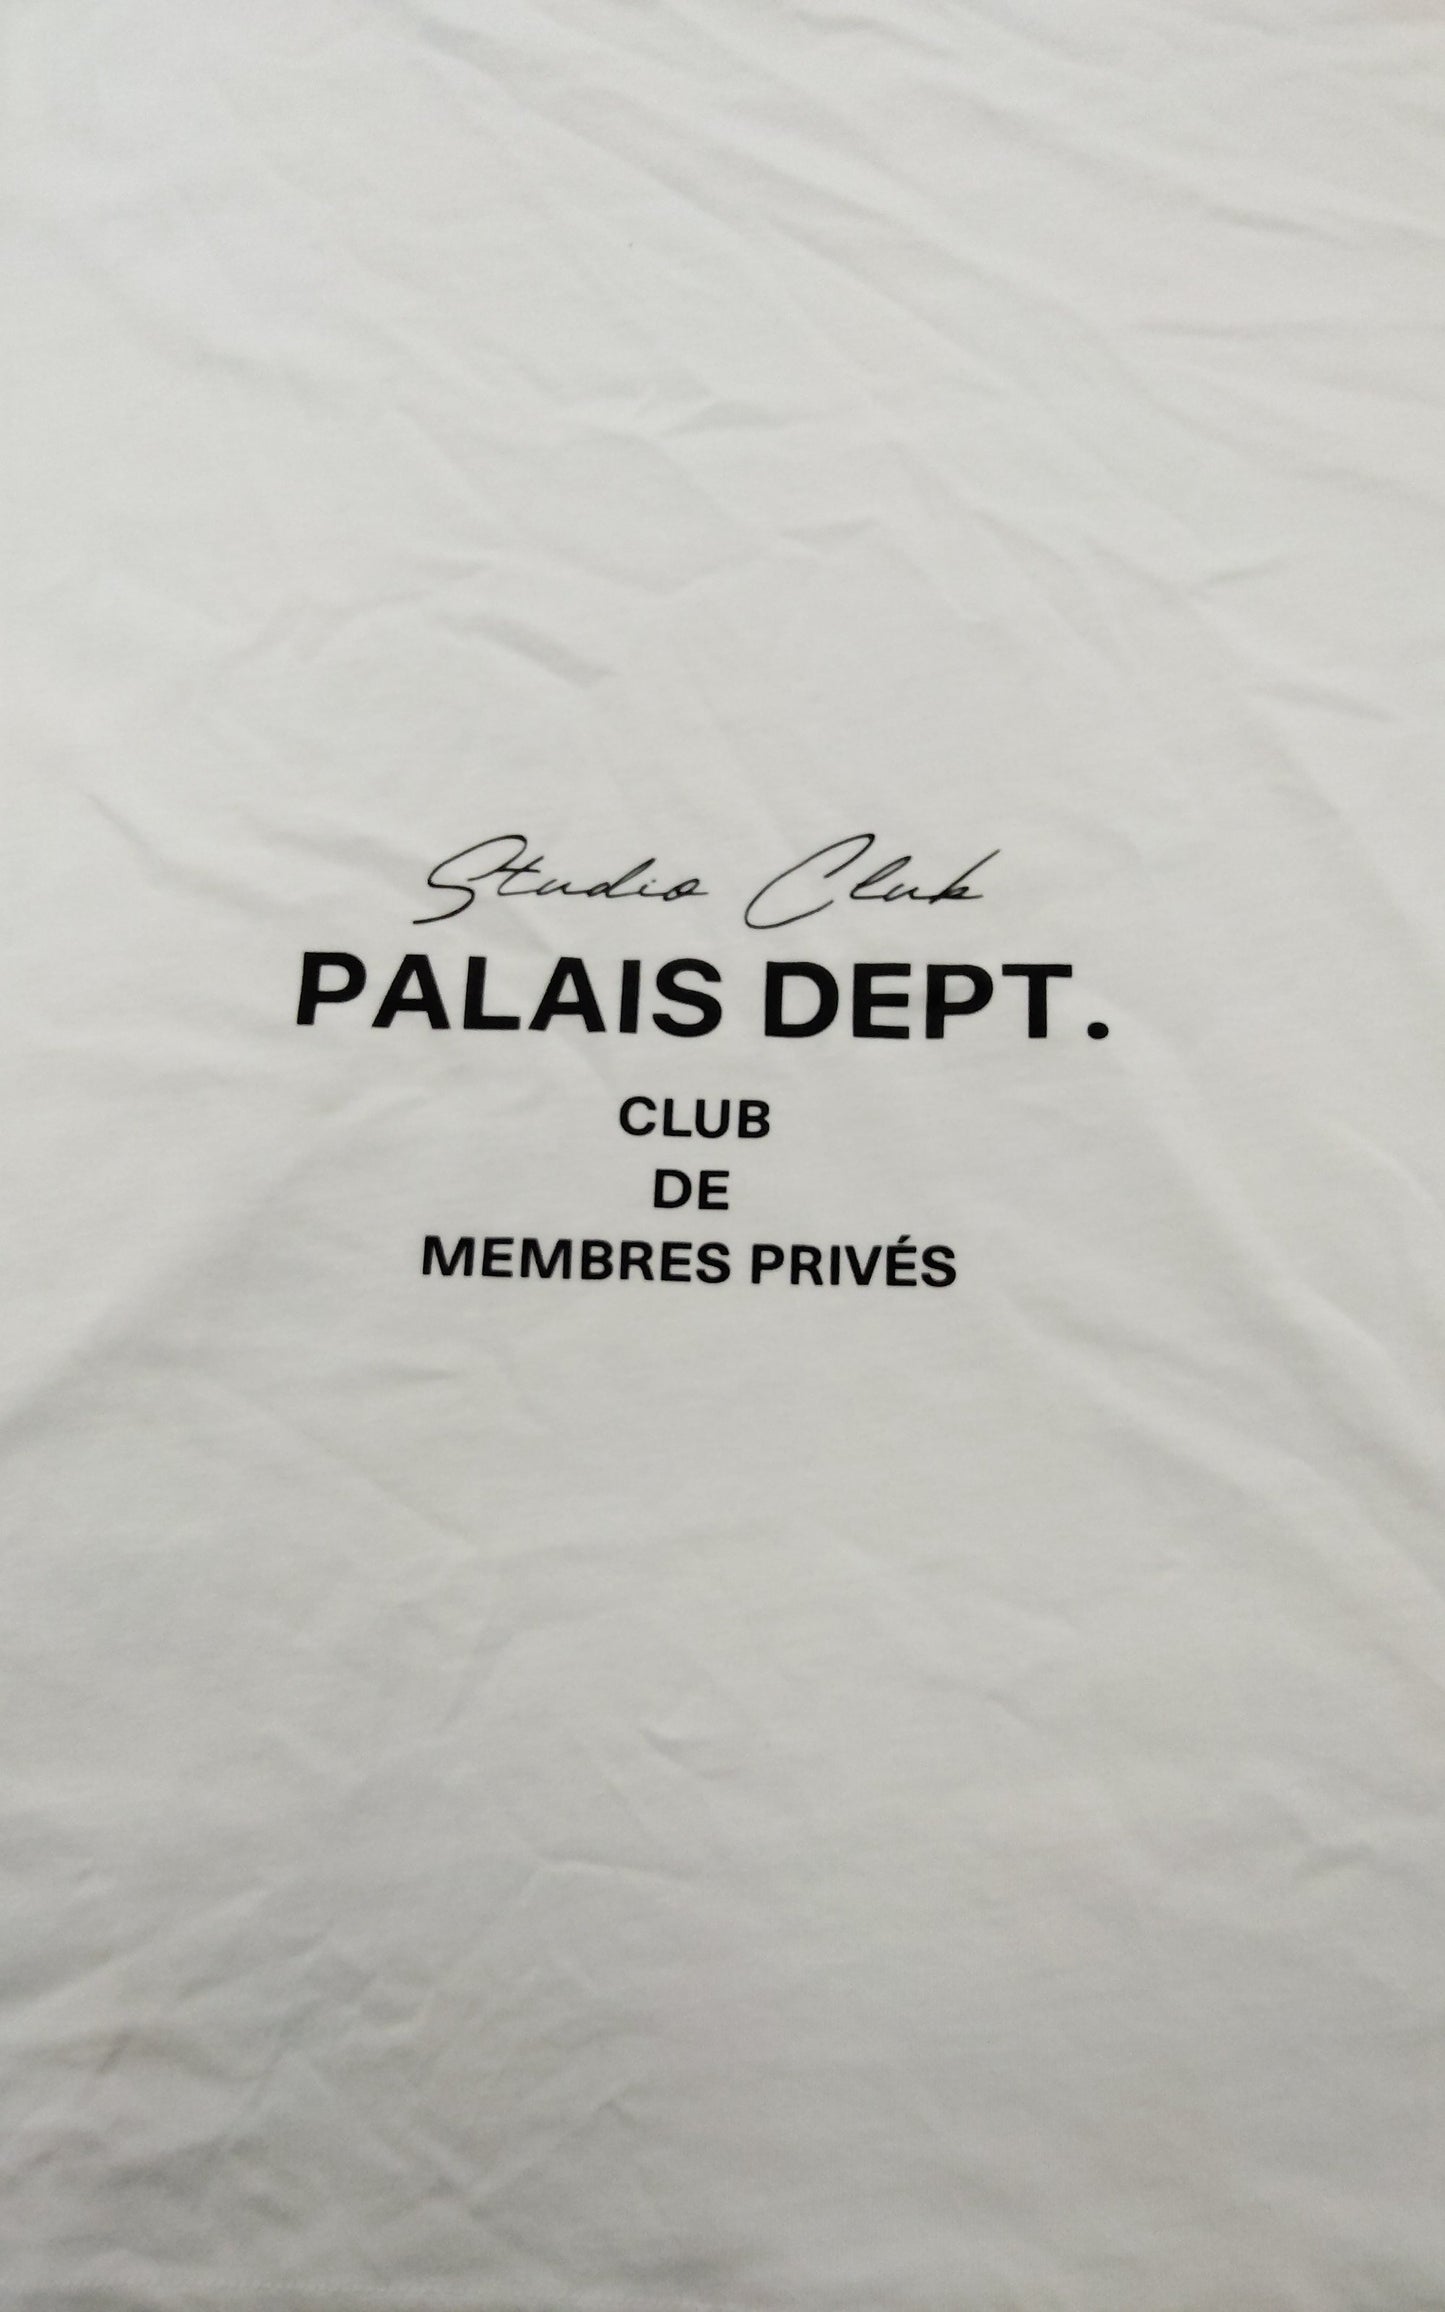 Studio Club
PALAIS DEPT.
CLUB
DE
MEMBRES PRIVÉS